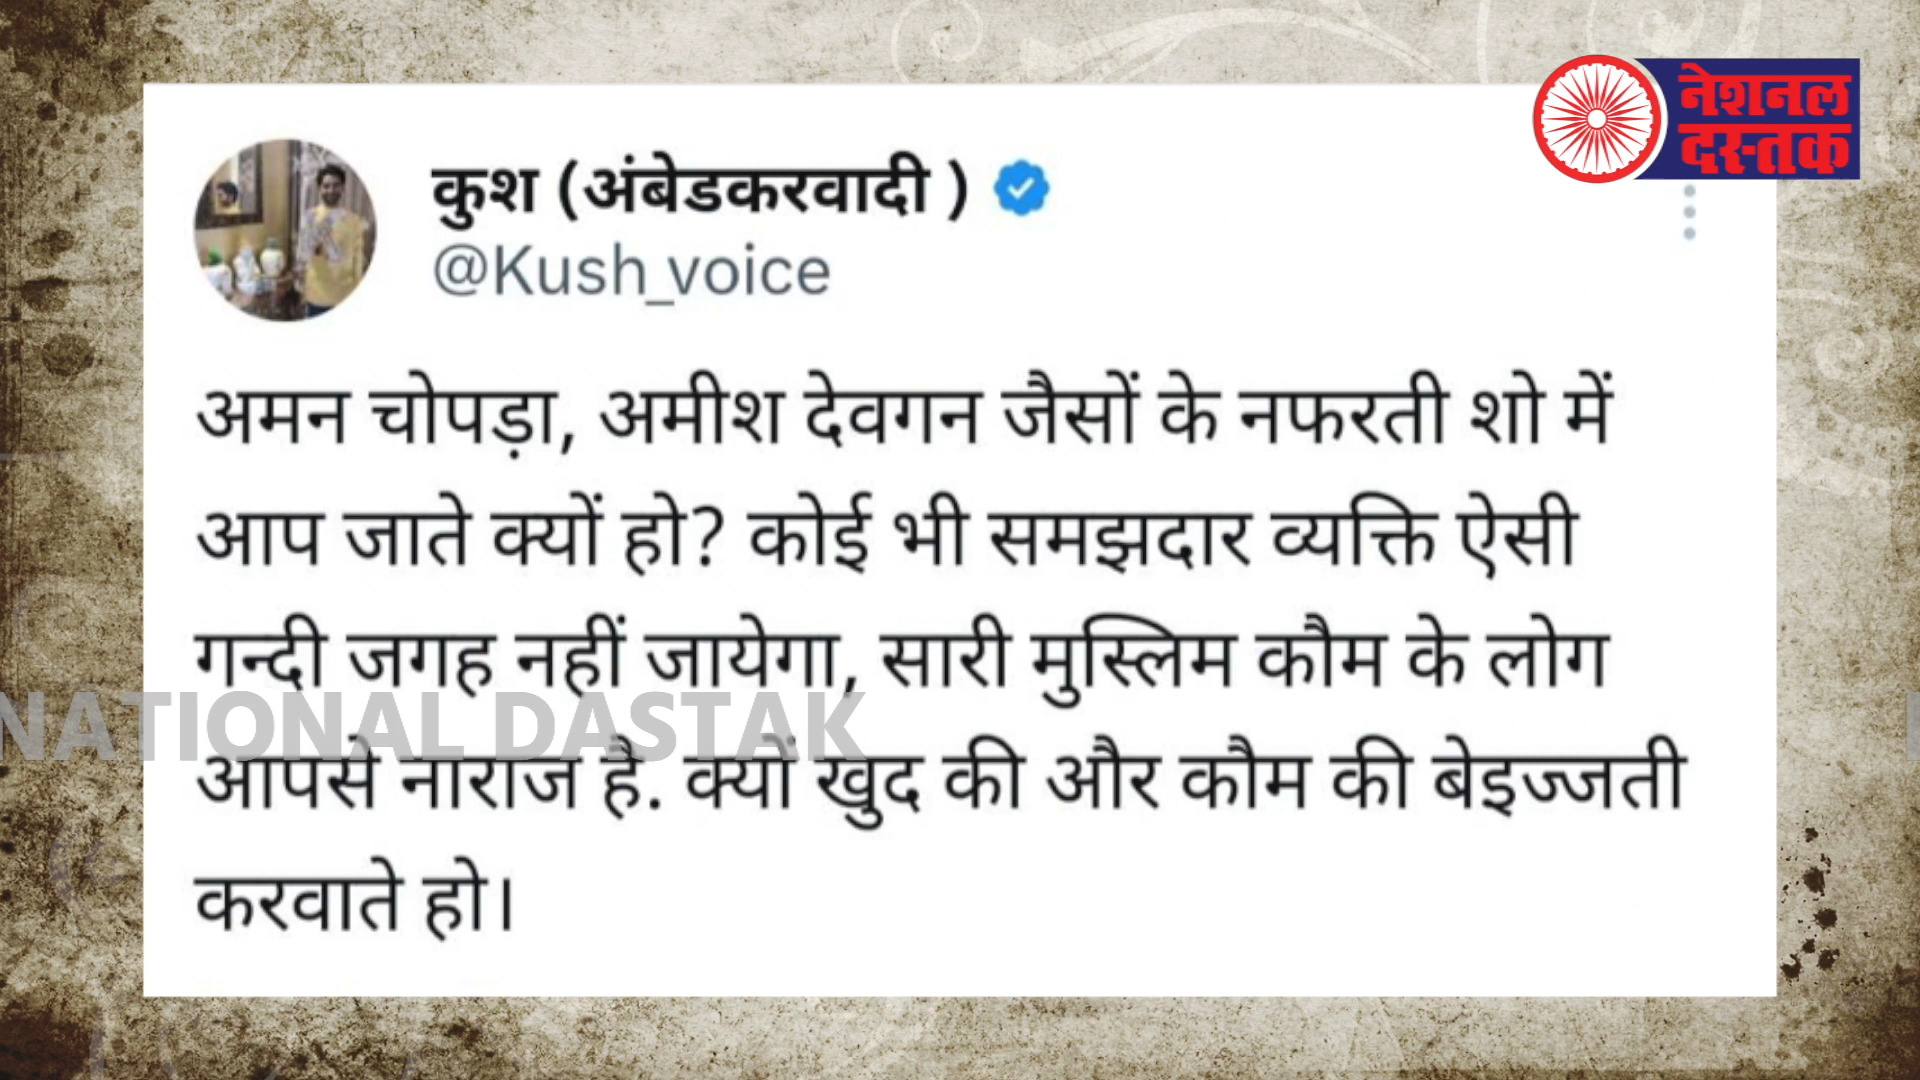 नेशनल
दस्तक
कुश (अंबेडकरवादी )
@Kush_voice
अमन चोपड़ा, अमीश देवगन जैसों के नफरती शो में
आप जाते क्यों हो? कोई भी समझदार व्यक्ति ऐसी
गन्दी जगह नहीं जायेगा, सारी मुस्लिम कौम के लोग
NATIONAL DASTAK
आपसे नाराज है. क्यों खुद की और कौम की बेइज्जती
करवाते हो।